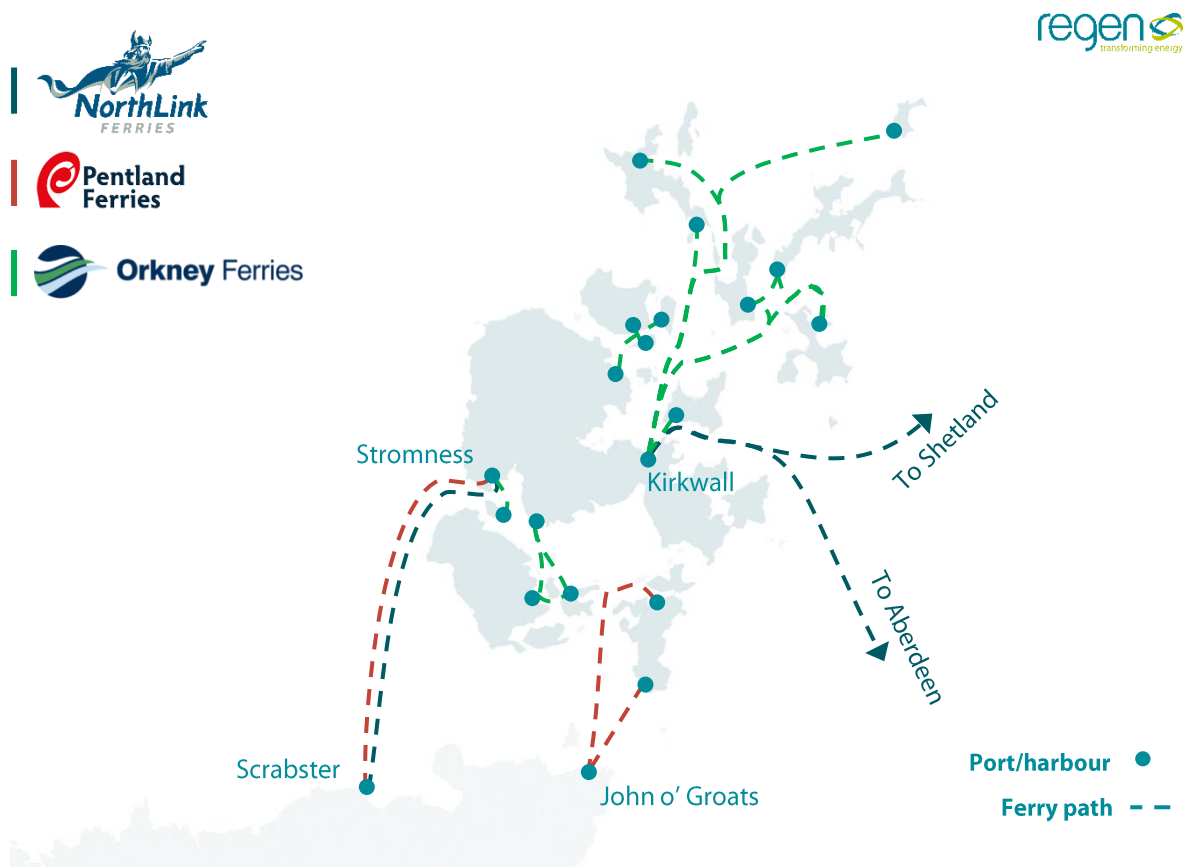 regen
transforming energy
NorthLink
FERRIES
Pentland
Ferries
Orkney Ferries
To Shetland
Stromness
Kirkwall
To Aberdeen
Scrabster
John o' Groats
Port/harbour
Ferry path